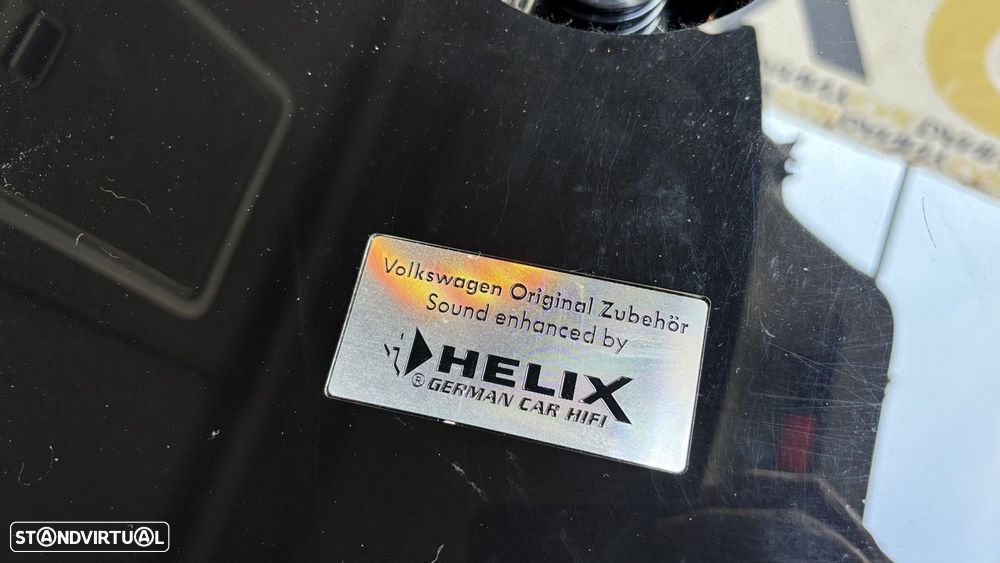 Volkswagen Original Zubehör
Sound enhanced by
HELIX
® GERMAN CAR HIFI
STANDVIRTUAL